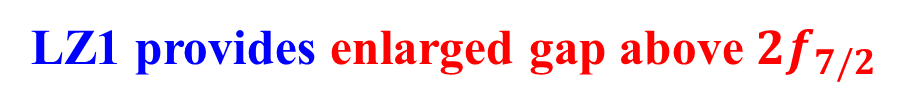 LZ1 provides enlarged gap above 2f₇/₂